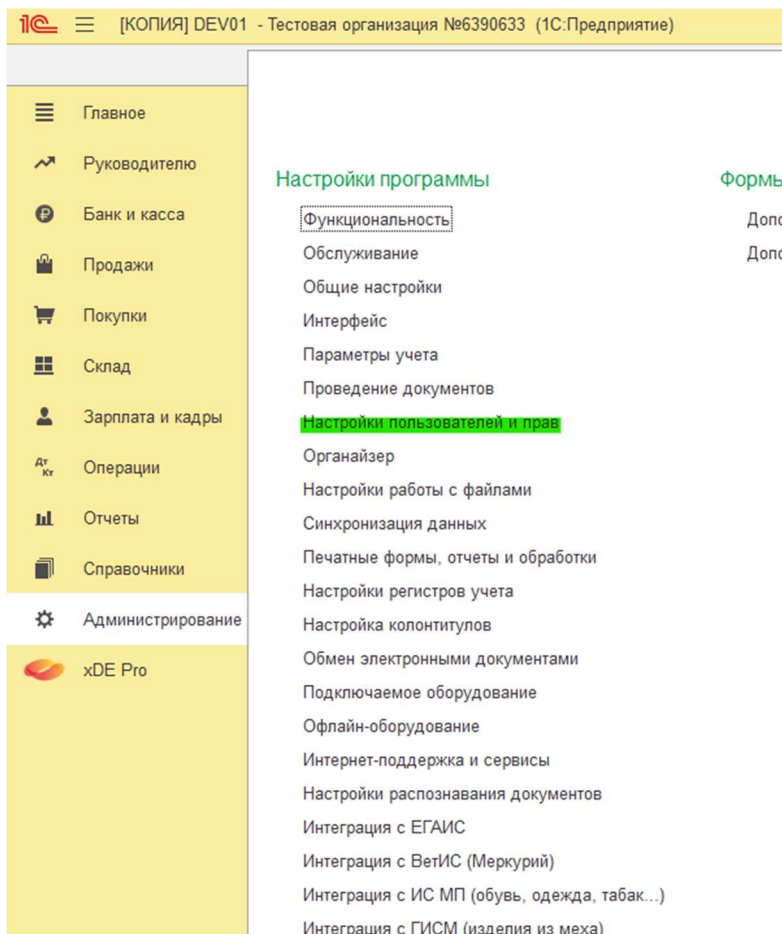 1С [КОПИЯ] DEV01 - Тестовая организация №6390633 (1С:Предприятие)
Главное
Руководителю
Банк и касса
Продажи
Покупки
Склад
Зарплата и кадры
Дт
Кт
Операции
Отчеты
Справочники
Администрирование
xDE Pro
Настройки программы
Функциональность
Обслуживание
Общие настройки
Интерфейс
Параметры учета
Проведение документов
Настройки пользователей и прав
Органайзер
Настройки работы с файлами
Синхронизация данных
Печатные формы, отчеты и обработки
Настройки регистров учета
Настройка колонтитулов
Обмен электронными документами
Подключаемое оборудование
Офлайн-оборудование
Интернет-поддержка и сервисы
Настройки распознавания документов
Интеграция с ЕГАИС
Интеграция с ВетИС (Меркурий)
Интеграция с ИС МП (обувь, одежда, табак...)
Интеграция с ГИСМ (изделия из меха)
Формы